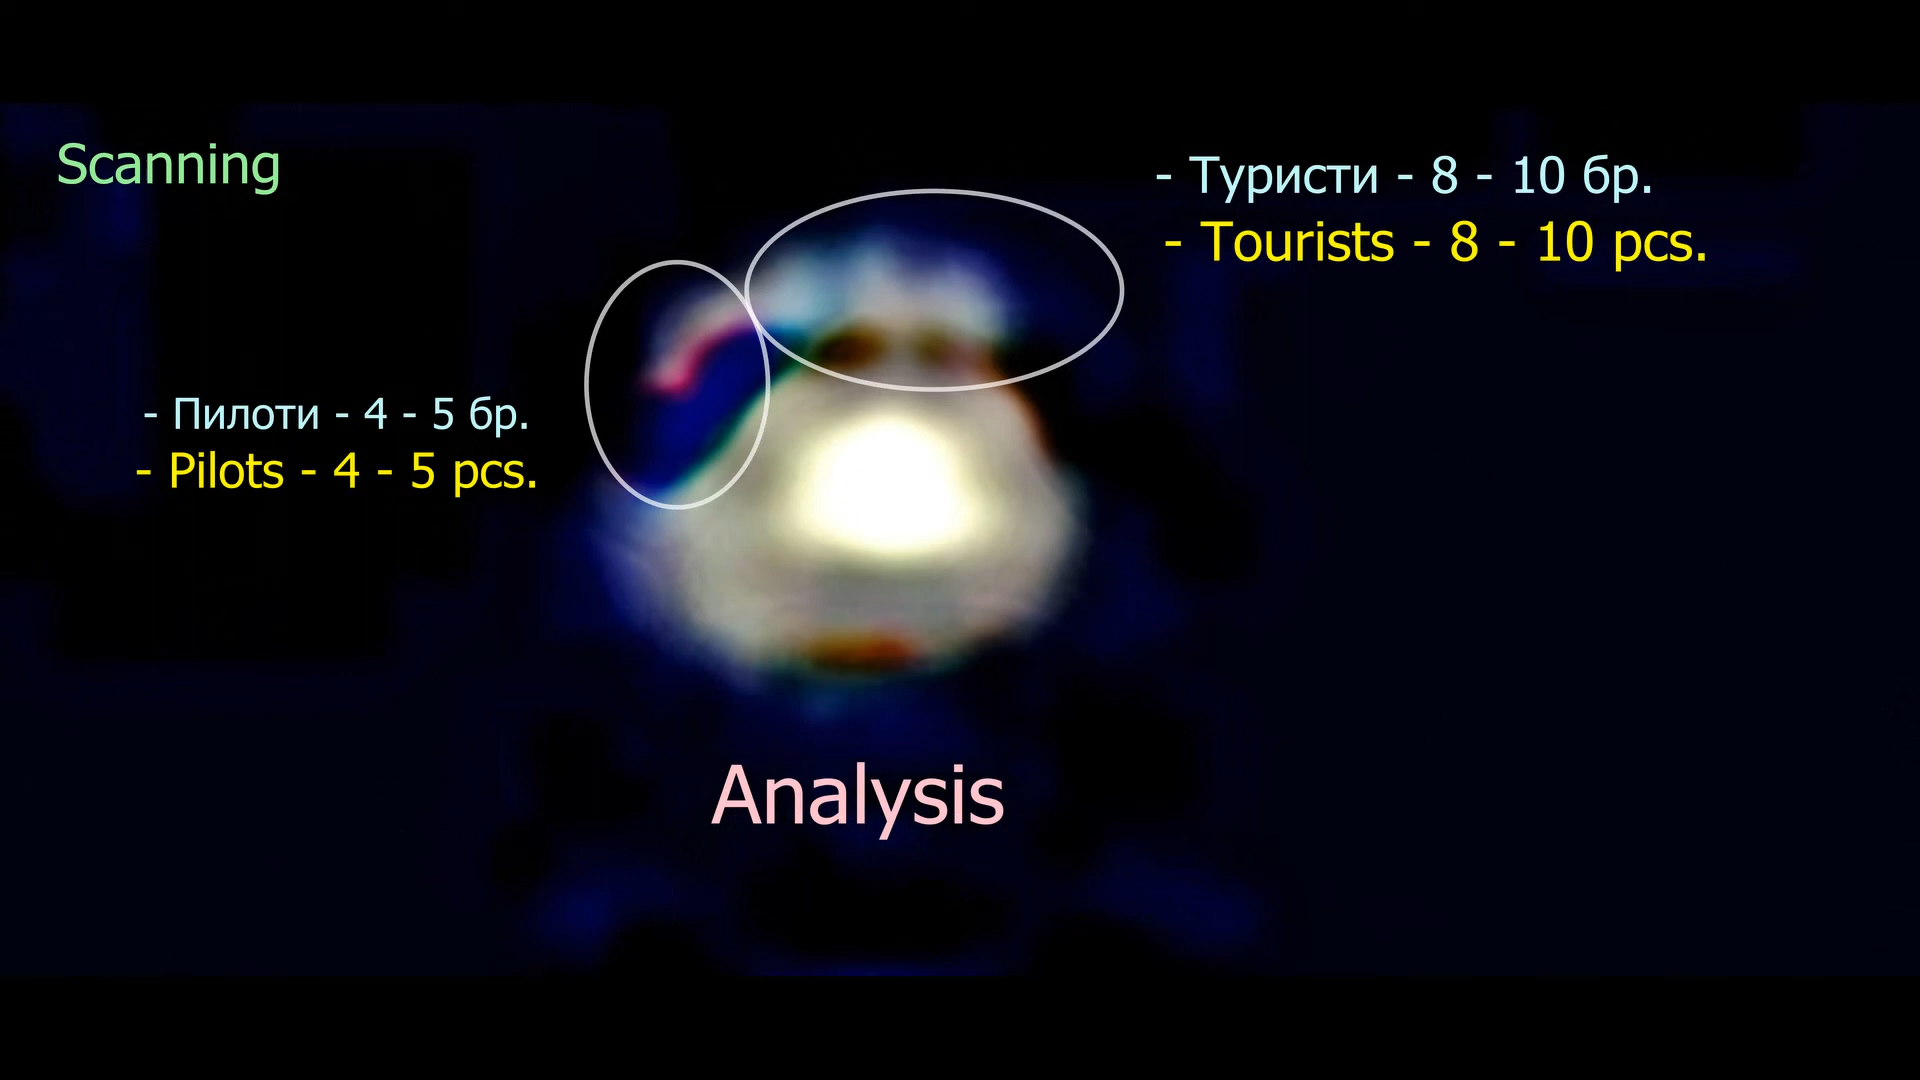 Scanning
- Туристи - 8 - 10 бр.
- Tourists - 8 - 10 pcs.
- Пилоти - 4 - 5 бр.
- Pilots - 4 - 5 pcs.
Analysis